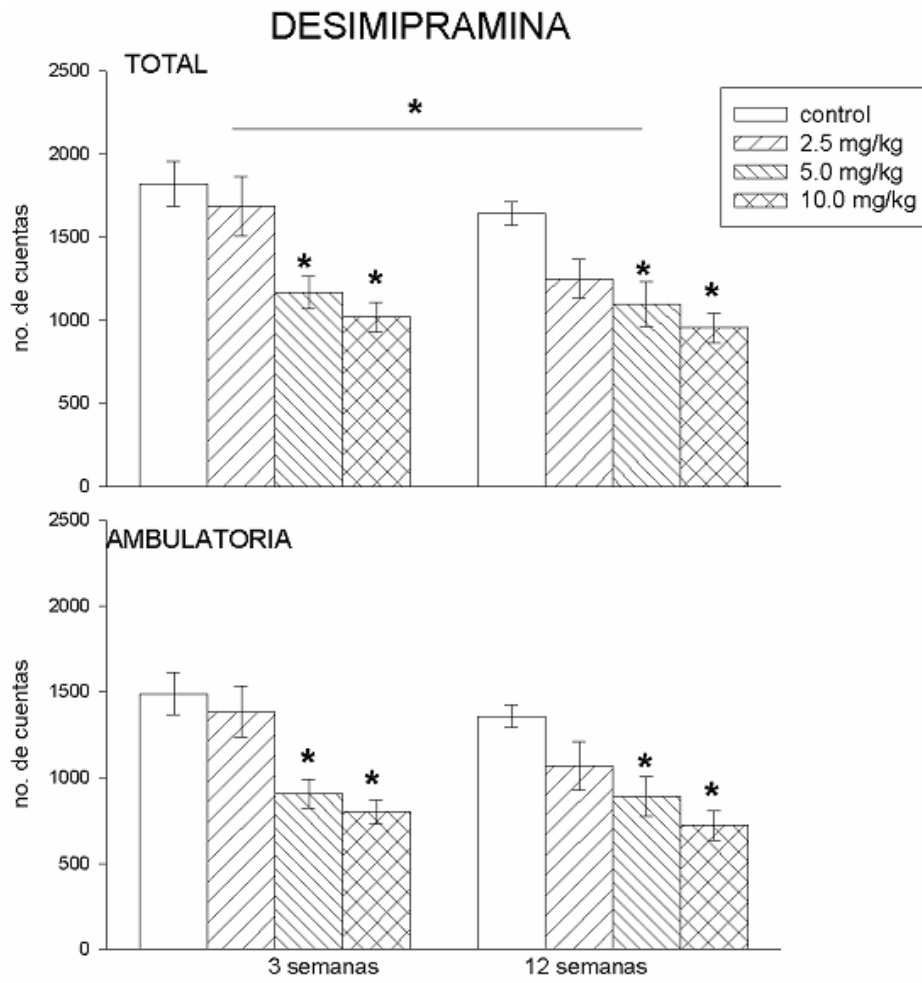 DESIMIPRAMINA
TOTAL
2500
2000
1500
1000
500
0
no. de cuentas
*
*
*
*
*
control
2.5 mg/kg
5.0 mg/kg
10.0 mg/kg
AMBULATORIA
2500
2000
1500
1000
500
0
no. de cuentas
*
*
*
*
3 semanas
12 semanas